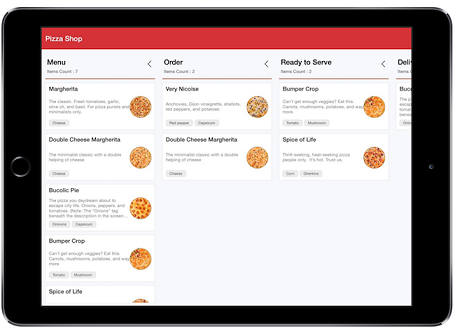 Pizza Shop
Menu
Items Count : 7
Margherita
The classic. Fresh tomatoes, garlic,
olive oil, and basil. For pizza purists and
minimalists only.
Cheese
Double Cheese Margherita
The minimalist classic with a double
helping of cheese
Cheese
Bucolic Pie
The pizza you daydream about to
escape city life. Onions, peppers, and
tomatoes. (Note: The "Onions" tag
beneath the description in the screen...
Onions Capsicum
Bumper Crop
Can't get enough veggies? Eat this.
Carrots, mushrooms, potatoes, and way
more
Tomato Mushroom
Spice of Life
Order
Items Count : 2
Very Nicoise
Anchovies, Dijon vinaigrette, shallots,
red peppers, and potatoes.
Red pepper Capsicum
Double Cheese Margherita
The minimalist classic with a double
helping of cheese
Cheese
Ready to Serve
Items Count : 2
Bumper Crop
Can't get enough veggies? Eat this.
Carrots, mushrooms, potatoes, and way
more
Tomato Mushroom
Spice of Life
Thrill-seeking, heat-seeking pizza
people only. It's hot. Trust us.
Corn Gherkins
Deli
Items